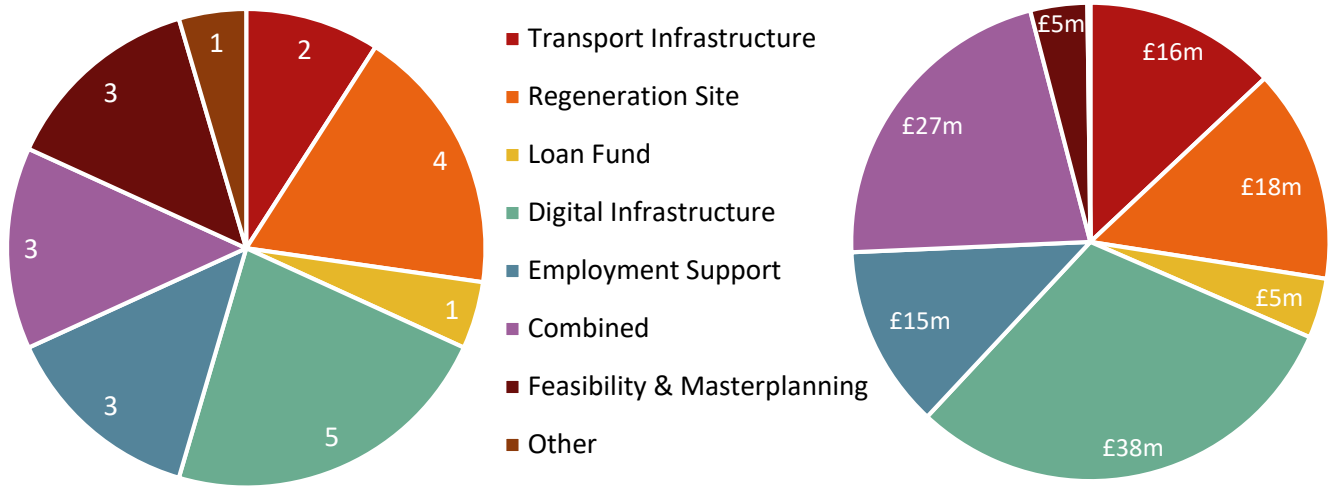 2
4
1
5
3
3
3
1
Transport Infrastructure
Regeneration Site
Loan Fund
Digital Infrastructure
Employment Support
Combined
Feasibility & Masterplanning
Other
£16m
£18m
£5m
£38m
£15m
£27m
£5m